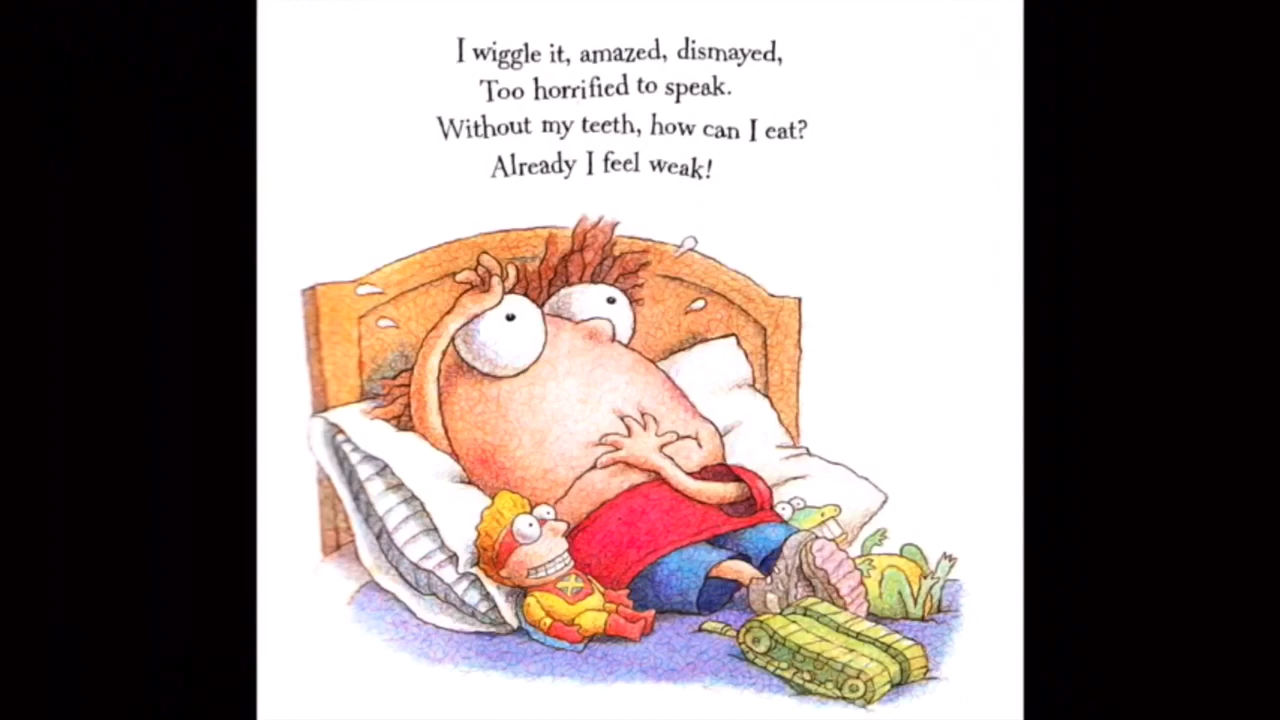 I wiggle it, amazed, dismayed,
Too horrified to speak.
Without my teeth, how can I eat?
Already I feel weak!